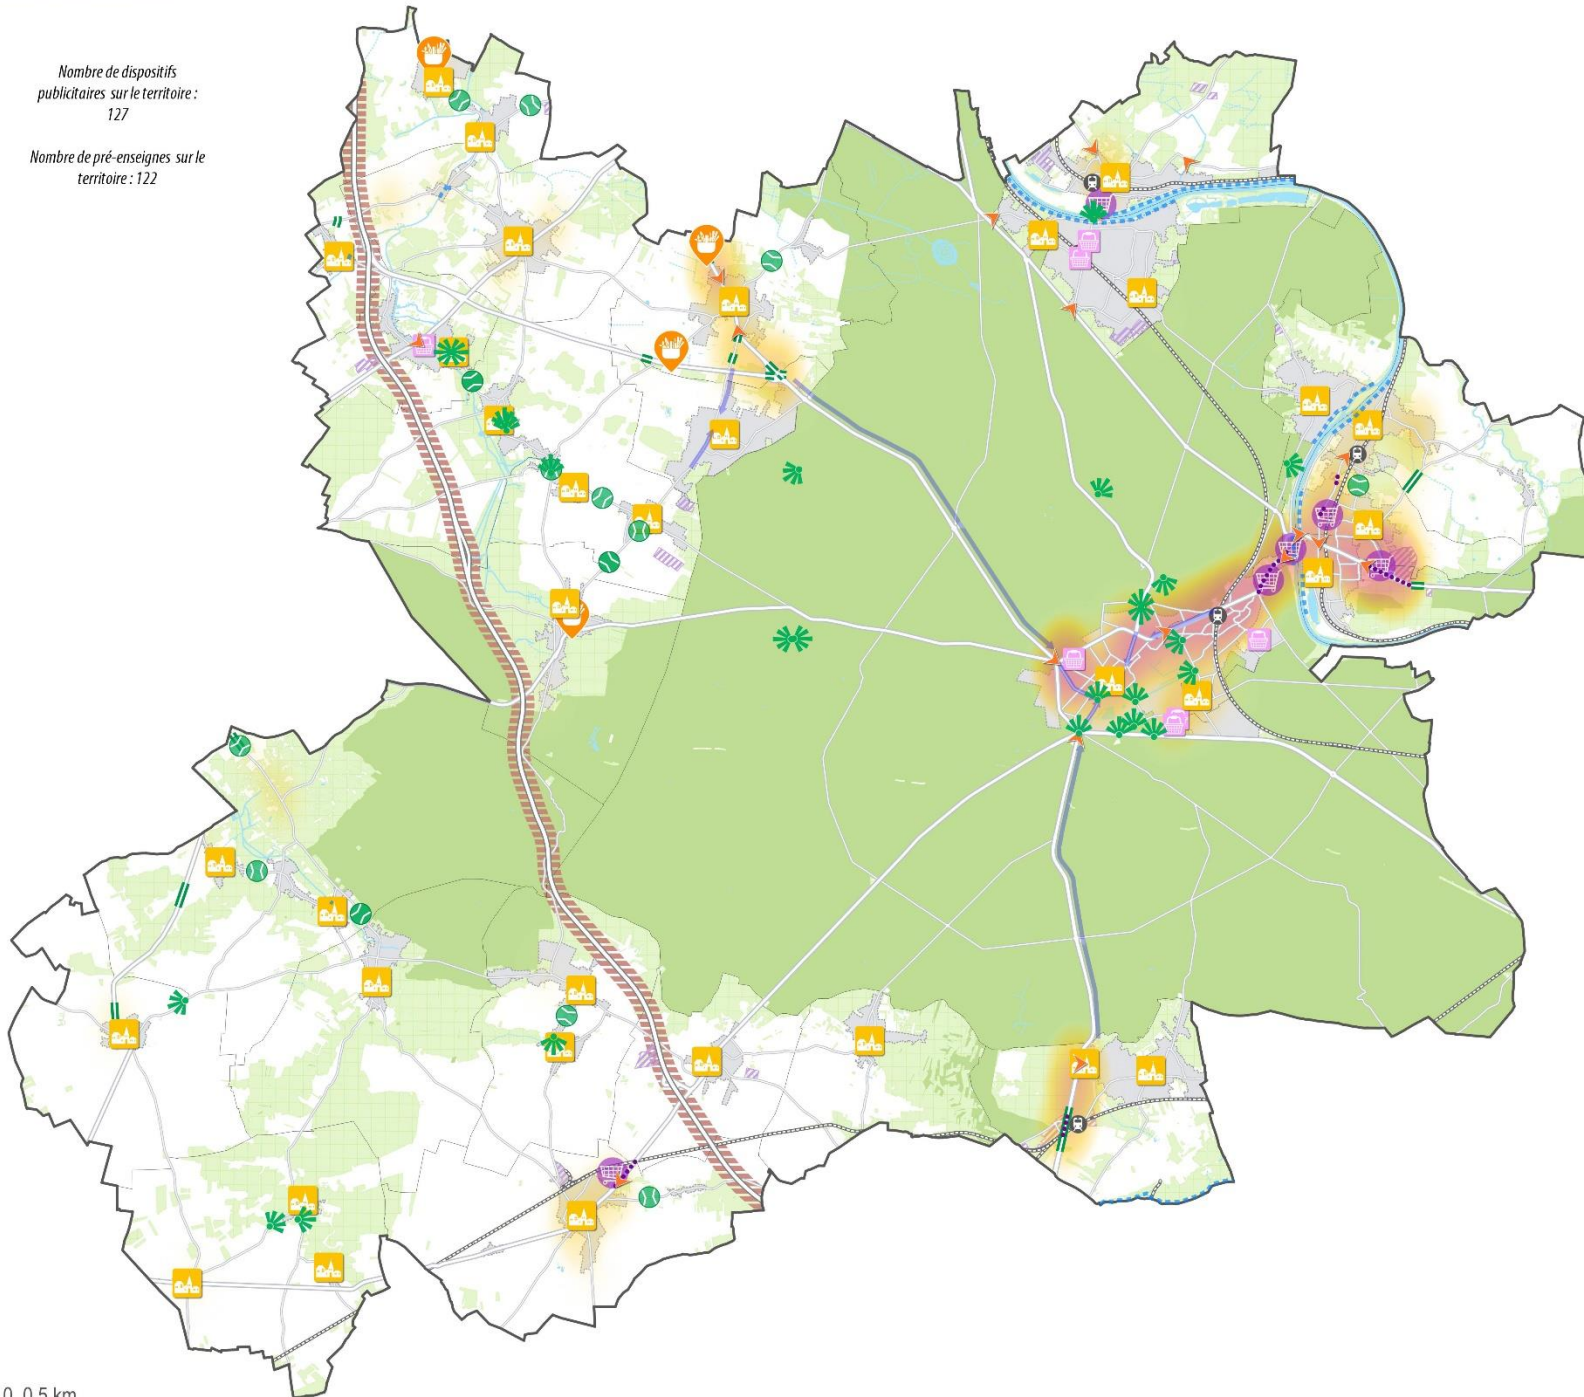 Nombre de dispositifs
publicitaires sur le territoire :
127
Nombre de pré-enseignes sur le
territoire : 122
0 0,5 km